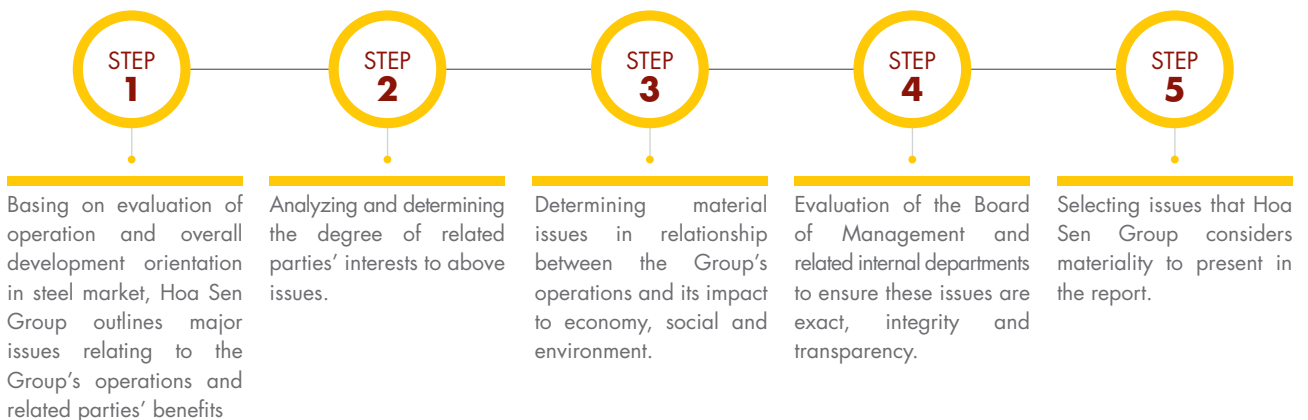 STEP
1
STEP
2
STEP
3
STEP
4
STEP
5
Basing on evaluation of
operation and overall
development orientation
in steel market, Hoa Sen
Group outlines major
issues relating to the
Group's operations and
related parties' benefits
Analyzing and determining
the degree of related
parties' interests to above
issues.
Determining material
issues in relationship
between the Group's
operations and its impact
to economy, social and
environment.
Evaluation of the Board
of Management and
related internal departments
to ensure these issues are
exact, integrity and
transparency.
Selecting issues that Hoa
Sen Group considers
materiality to present in
the report.